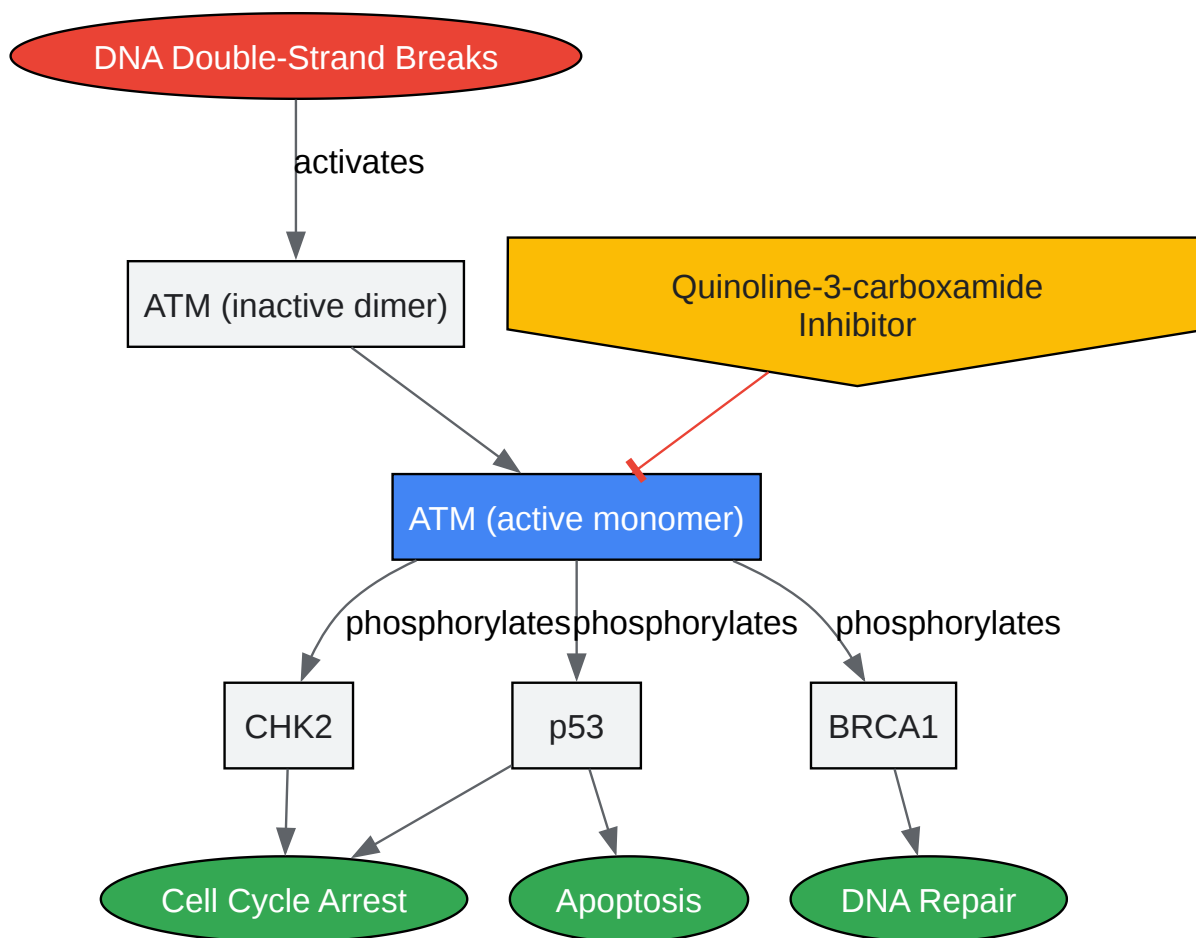 DNA Double-Strand Breaks
activates
ATM (inactive dimer)
Quinoline-3-carboxamide
Inhibitor
ATM (active monomer)
phosphorylates
phosphorylates
phosphorylates
CHK2
p53
BRCA1
Cell Cycle Arrest
Apoptosis
DNA Repair